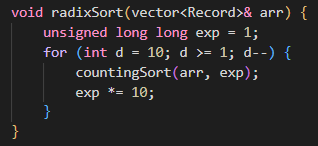 void radixSort(vector<Record>& arr) {
    unsigned long long exp = 1;
    for (int d = 10; d >= 1; d--) {
        countingSort(arr, exp);
        exp *= 10;
    }
}